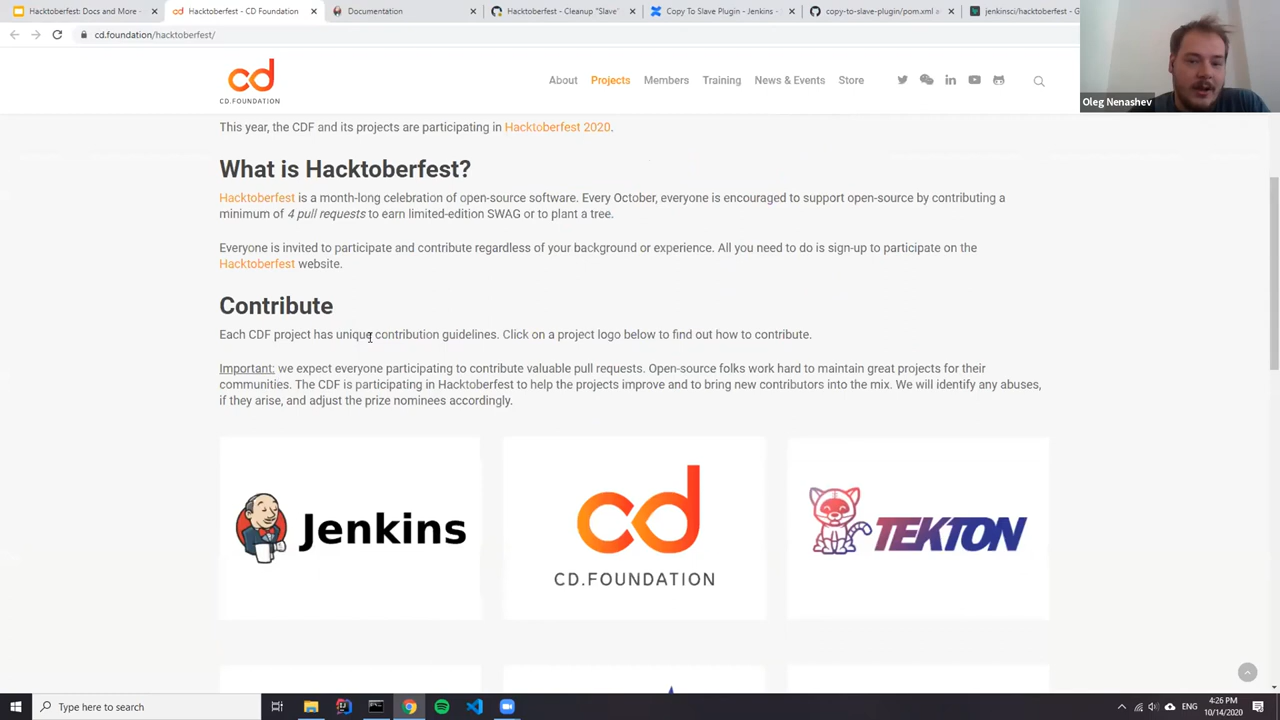 Hacktoberfest: Docs and More
Hacktoberfest - CD Foundation
Documentation
Hacktoberfest - Cleanup "Slave"
Copy To Slave Plugin - Jenkins -
copy-to-slave-plugin/pom.xml a
jenkinsci/hacktoberfest - G
cd.foundation/hacktoberfest/
Oleg Nenashev
cd
CD.FOUNDATION
About Projects Members Training News & Events Store
This year, the CDF and its projects are participating in Hacktoberfest 2020.
What is Hacktoberfest?
Hacktoberfest is a month-long celebration of open-source software. Every October, everyone is encouraged to support open-source by contributing a
minimum of 4 pull requests to earn limited-edition SWAG or to plant a tree.
Everyone is invited to participate and contribute regardless of your background or experience. All you need to do is sign-up to participate on the
Hacktoberfest website.
Contribute
Each CDF project has unique contribution guidelines. Click on a project logo below to find out how to contribute.
Important: we expect everyone participating to contribute valuable pull requests. Open-source folks work hard to maintain great projects for their
communities. The CDF is participating in Hacktoberfest to help the projects improve and to bring new contributors into the mix. We will identify any abuses,
if they arise, and adjust the prize nominees accordingly.
Jenkins
cd
CD.FOUNDATION
TEKTON
Type here to search
ENG
4:26 PM
10/14/2020